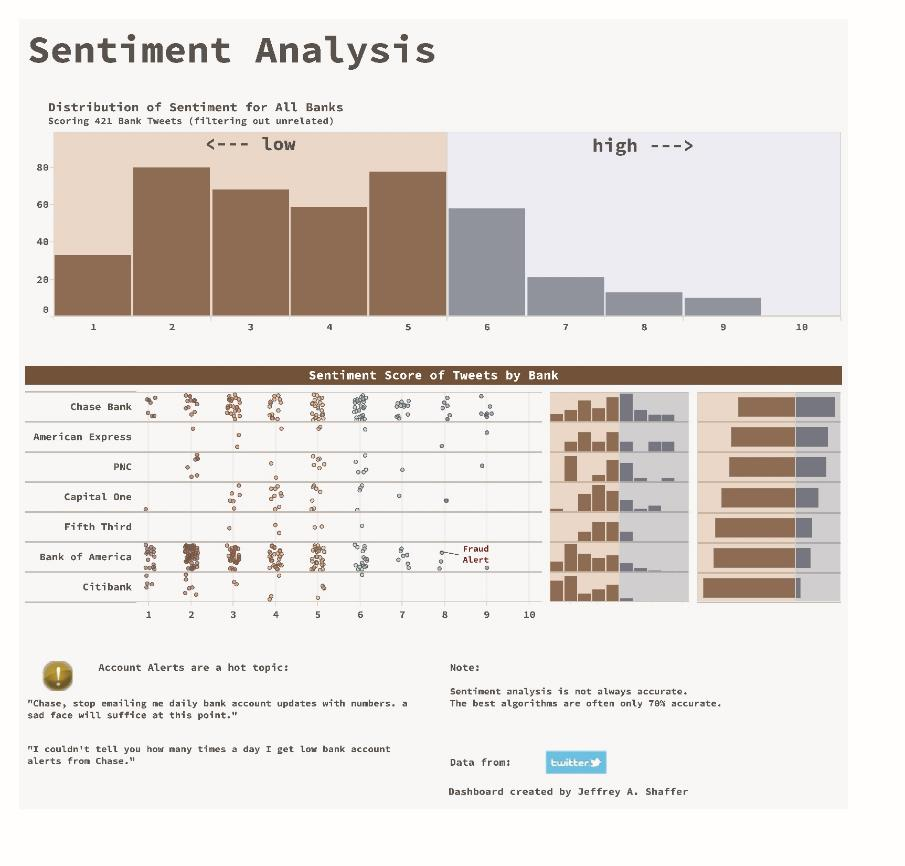 Sentiment Analysis
Distribution of Sentiment for All Banks
Scoring 421 Bank Tweets (filtering out unrelated)
<--- low
high --->
80
60
40
20
0
1 2 3 4 5 6 7 8 9 10
Sentiment Score of Tweets by Bank
Chase Bank
American Express
PNC
Capital One
Fifth Third
Bank of America
Fraud
Alert
Citibank
1 2 3 4 5 6 7 8 9 10
Account Alerts are a hot topic:
"Chase, stop emailing me daily bank account updates with numbers. a
sad face will suffice at this point."
"I couldn't tell you how many times a day I get low bank account
alerts from Chase."
Note:
Sentiment analysis is not always accurate.
The best algorithms are often only 70% accurate.
Data from:
twitter
Dashboard created by Jeffrey A. Shaffer